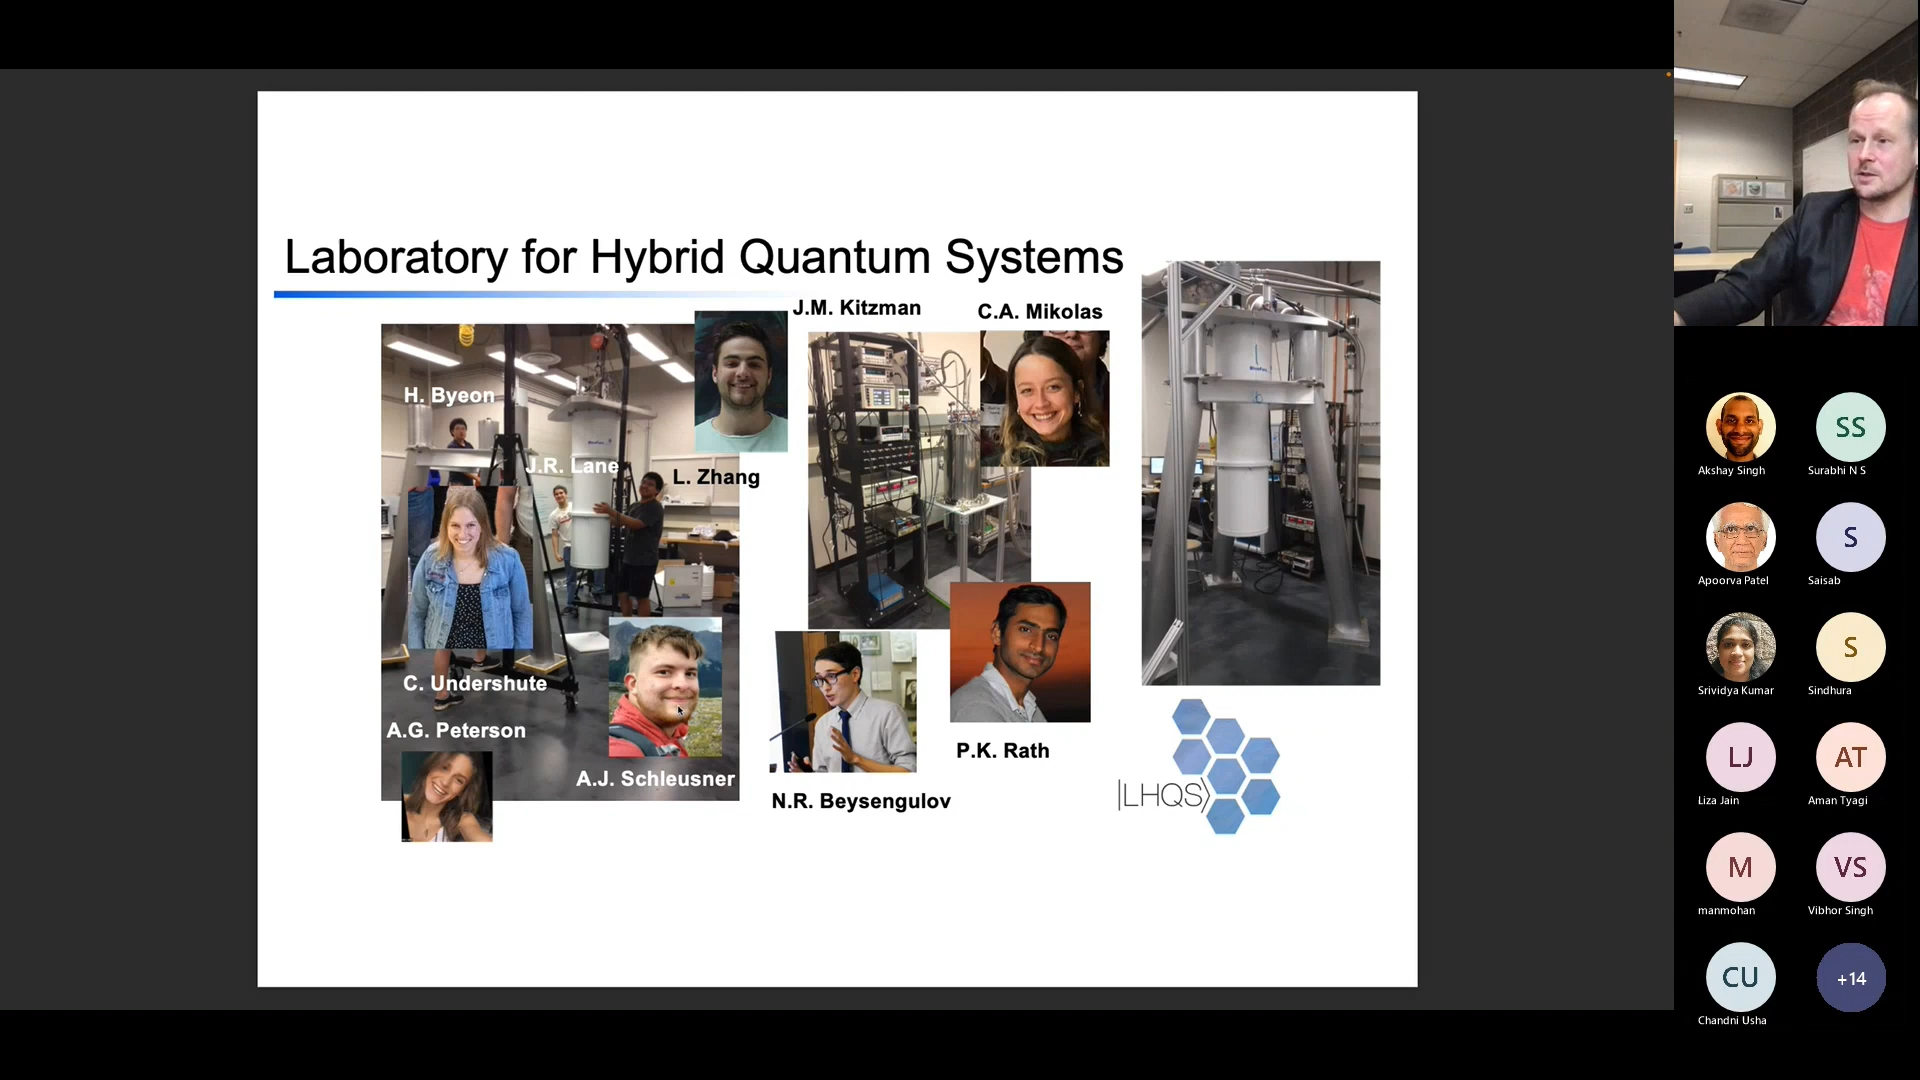 Laboratory for Hybrid Quantum Systems
J.M. Kitzman
C.A. Mikolas
H. Byeon
J.R. Lane
L. Zhang
C. Undershute
A.G. Peterson
A.J. Schleusner
N.R. Beysengulov
P.K. Rath
|LHQS⟩
Akshay Singh
SS
Surabhi N S
Apoorva Patel
S
Saisab
Srividya Kumar
S
Sindhura
LJ
Liza Jain
AT
Aman Tyagi
M
manmohan
VS
Vibhor Singh
CU
Chandni Usha
+14